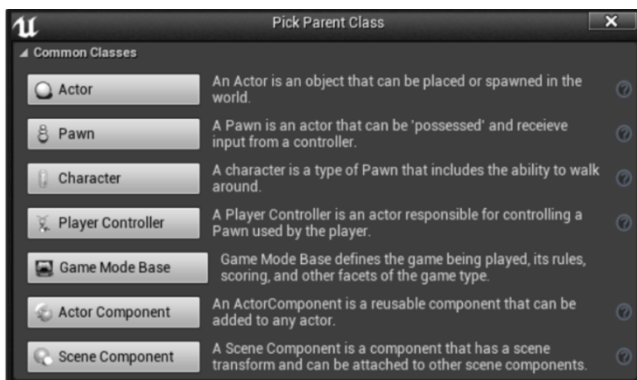 Pick Parent Class
Common Classes
Actor
An Actor is an object that can be placed or spawned in the
world.
Pawn
A Pawn is an actor that can be 'possessed' and receieve
input from a controller.
Character
A character is a type of Pawn that includes the ability to walk
around.
Player Controller
A Player Controller is an actor responsible for controlling a
Pawn used by the player.
Game Mode Base
Game Mode Base defines the game being played, its rules,
scoring, and other facets of the game type.
Actor Component
An ActorComponent is a reusable component that can be
added to any actor.
Scene Component
A Scene Component is a component that has a scene
transform and can be attached to other scene components.